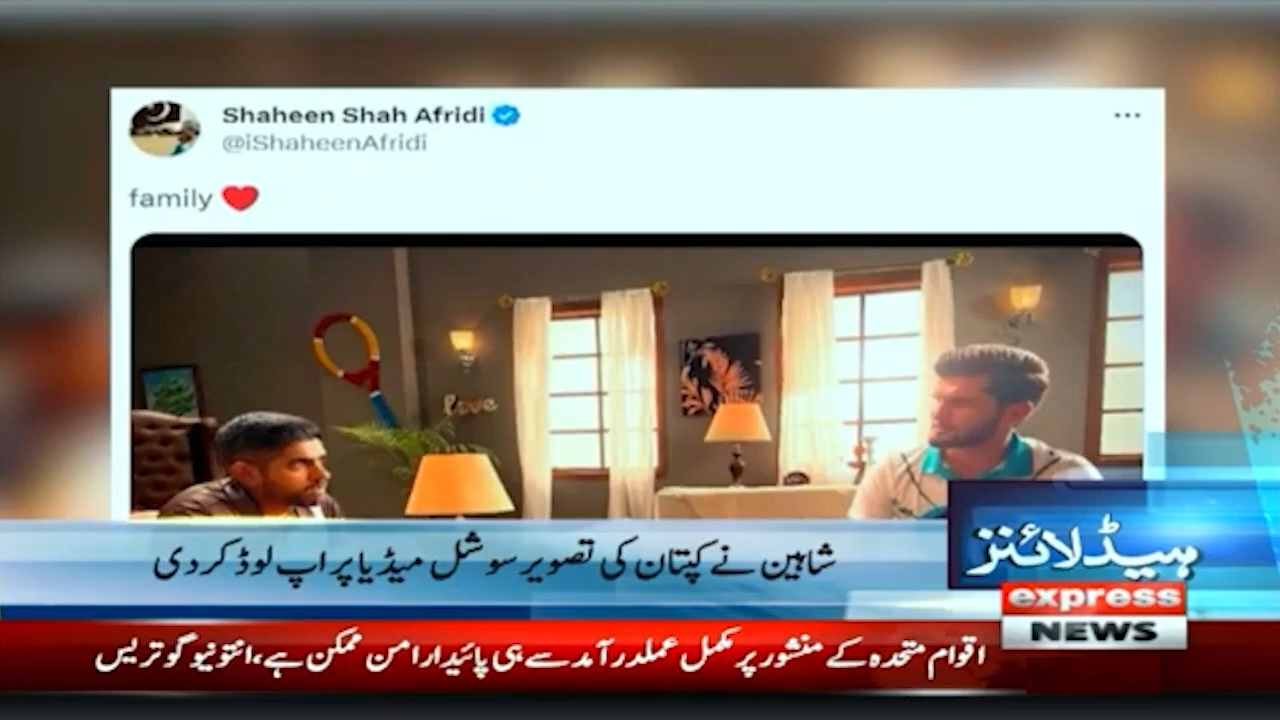 Shaheen Shah Afridi
@iShaheenAfridi
family ❤️
love
شاہین نے کپتان کی تصویر سوشل میڈیا پر اپ لوڈ کر دی
ہیڈلائنز
express
NEWS
اقوام متحدہ کے منشور پر مکمل عملدرآمد سے ہی پائیدار امن ممکن ہے، انتونیو گوتریس